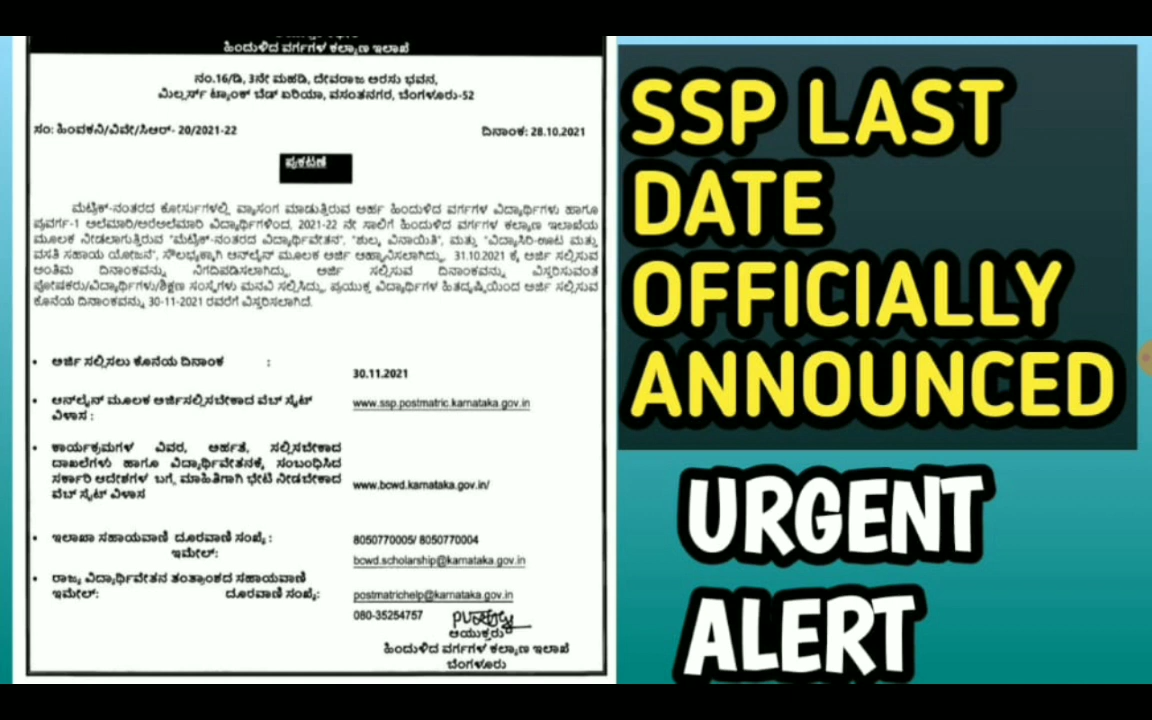 ಹಿಂದುಳಿದ ವರ್ಗಗಳ ಕಲ್ಯಾಣ ಇಲಾಖೆ
ನಂ.16/ಡಿ, 3ನೇ ಮಹಡಿ, ದೇವರಾಜ ಅರಸು ಭವನ,
ಮಿಲ್ಲರ್ಸ್ ಟ್ಯಾಂಕ್ ಬೆಡ್ ಏರಿಯಾ, ವಸಂತನಗರ, ಬೆಂಗಳೂರು-52
ಸಂ: ಹಿಂವಕನಿ/ವಿವೇ/ಸಿಆರ್- 20/2021-22
ದಿನಾಂಕ: 28.10.2021
ಪ್ರಕಟಣೆ
ಮೆಟ್ರಿಕ್-ನಂತರದ ಕೋರ್ಸುಗಳಲ್ಲಿ ವ್ಯಾಸಂಗ ಮಾಡುತ್ತಿರುವ ಅರ್ಹ ಹಿಂದುಳಿದ ವರ್ಗಗಳ ವಿದ್ಯಾರ್ಥಿಗಳು ಹಾಗೂ
ಪ್ರವರ್ಗ-1 ಅಲೆಮಾರಿ/ಅರೆಅಲೆಮಾರಿ ವಿದ್ಯಾರ್ಥಿಗಳಿಂದ, 2021-22 ನೇ ಸಾಲಿಗೆ ಹಿಂದುಳಿದ ವರ್ಗಗಳ ಕಲ್ಯಾಣ ಇಲಾಖೆಯ
ಮೂಲಕ ನೀಡಲಾಗುತ್ತಿರುವ "ಮೆಟ್ರಿಕ್-ನಂತರದ ವಿದ್ಯಾರ್ಥಿವೇತನ", "ಶುಲ್ಕ ವಿನಾಯಿತಿ", ಮತ್ತು "ವಿದ್ಯಾಸಿರಿ-ಊಟ ಮತ್ತು
ವಸತಿ ಸಹಾಯ ಯೋಜನೆ", ಸೌಲಭ್ಯಕ್ಕಾಗಿ ಆನ್‌ಲೈನ್ ಮೂಲಕ ಅರ್ಜಿ ಆಹ್ವಾನಿಸಲಾಗಿದ್ದು, 31.10.2021 ಕ್ಕೆ ಅರ್ಜಿ ಸಲ್ಲಿಸುವ
ಅಂತಿಮ ದಿನಾಂಕವನ್ನು ನಿಗದಿಪಡಿಸಲಾಗಿದ್ದು, ಅರ್ಜಿ ಸಲ್ಲಿಸುವ ದಿನಾಂಕವನ್ನು ವಿಸ್ತರಿಸುವಂತೆ
ಪೋಷಕರು/ವಿದ್ಯಾರ್ಥಿಗಳು/ಶಿಕ್ಷಣ ಸಂಸ್ಥೆಗಳು ಮನವಿ ಸಲ್ಲಿಸಿದ್ದು, ಪ್ರಯುಕ್ತ ವಿದ್ಯಾರ್ಥಿಗಳ ಹಿತದೃಷ್ಠಿಯಿಂದ ಅರ್ಜಿ ಸಲ್ಲಿಸುವ
ಕೊನೆಯ ದಿನಾಂಕವನ್ನು 30-11-2021 ರವರೆಗೆ ವಿಸ್ತರಿಸಲಾಗಿದೆ.
• ಅರ್ಜಿ ಸಲ್ಲಿಸಲು ಕೊನೆಯ ದಿನಾಂಕ :
30.11.2021
• ಆನ್‌ಲೈನ್ ಮೂಲಕ ಅರ್ಜಿಸಲ್ಲಿಸಬೇಕಾದ ವೆಬ್ ಸೈಟ್
ವಿಳಾಸ :
www.ssp.postmatric.karnataka.gov.in
• ಕಾರ್ಯಕ್ರಮಗಳ ವಿವರ, ಅರ್ಹತೆ, ಸಲ್ಲಿಸಬೇಕಾದ
ದಾಖಲೆಗಳು ಹಾಗೂ ವಿದ್ಯಾರ್ಥಿವೇತನಕ್ಕೆ ಸಂಬಂಧಿಸಿದ
ಸರ್ಕಾರಿ ಆದೇಶಗಳ ಬಗ್ಗೆ ಮಾಹಿತಿಗಾಗಿ ಭೇಟಿ ನೀಡಬೇಕಾದ
ವೆಬ್ ಸೈಟ್ ವಿಳಾಸ
www.bcwd.karnataka.gov.in/
• ಇಲಾಖಾ ಸಹಾಯವಾಣಿ ದೂರವಾಣಿ ಸಂಖ್ಯೆ :
8050770005/ 8050770004
ಇಮೇಲ್:
bcwd.scholarship@karnataka.gov.in
• ರಾಜ್ಯ ವಿದ್ಯಾರ್ಥಿವೇತನ ತಂತ್ರಾಂಶದ ಸಹಾಯವಾಣಿ
ಇಮೇಲ್: ದೂರವಾಣಿ ಸಂಖ್ಯೆ:
postmatrichelp@karnataka.gov.in
080-35254757
ಆಯುಕ್ತರು
ಹಿಂದುಳಿದ ವರ್ಗಗಳ ಕಲ್ಯಾಣ ಇಲಾಖೆ
ಬೆಂಗಳೂರು
SSP LAST
DATE
OFFICIALLY
ANNOUNCED
URGENT
ALERT